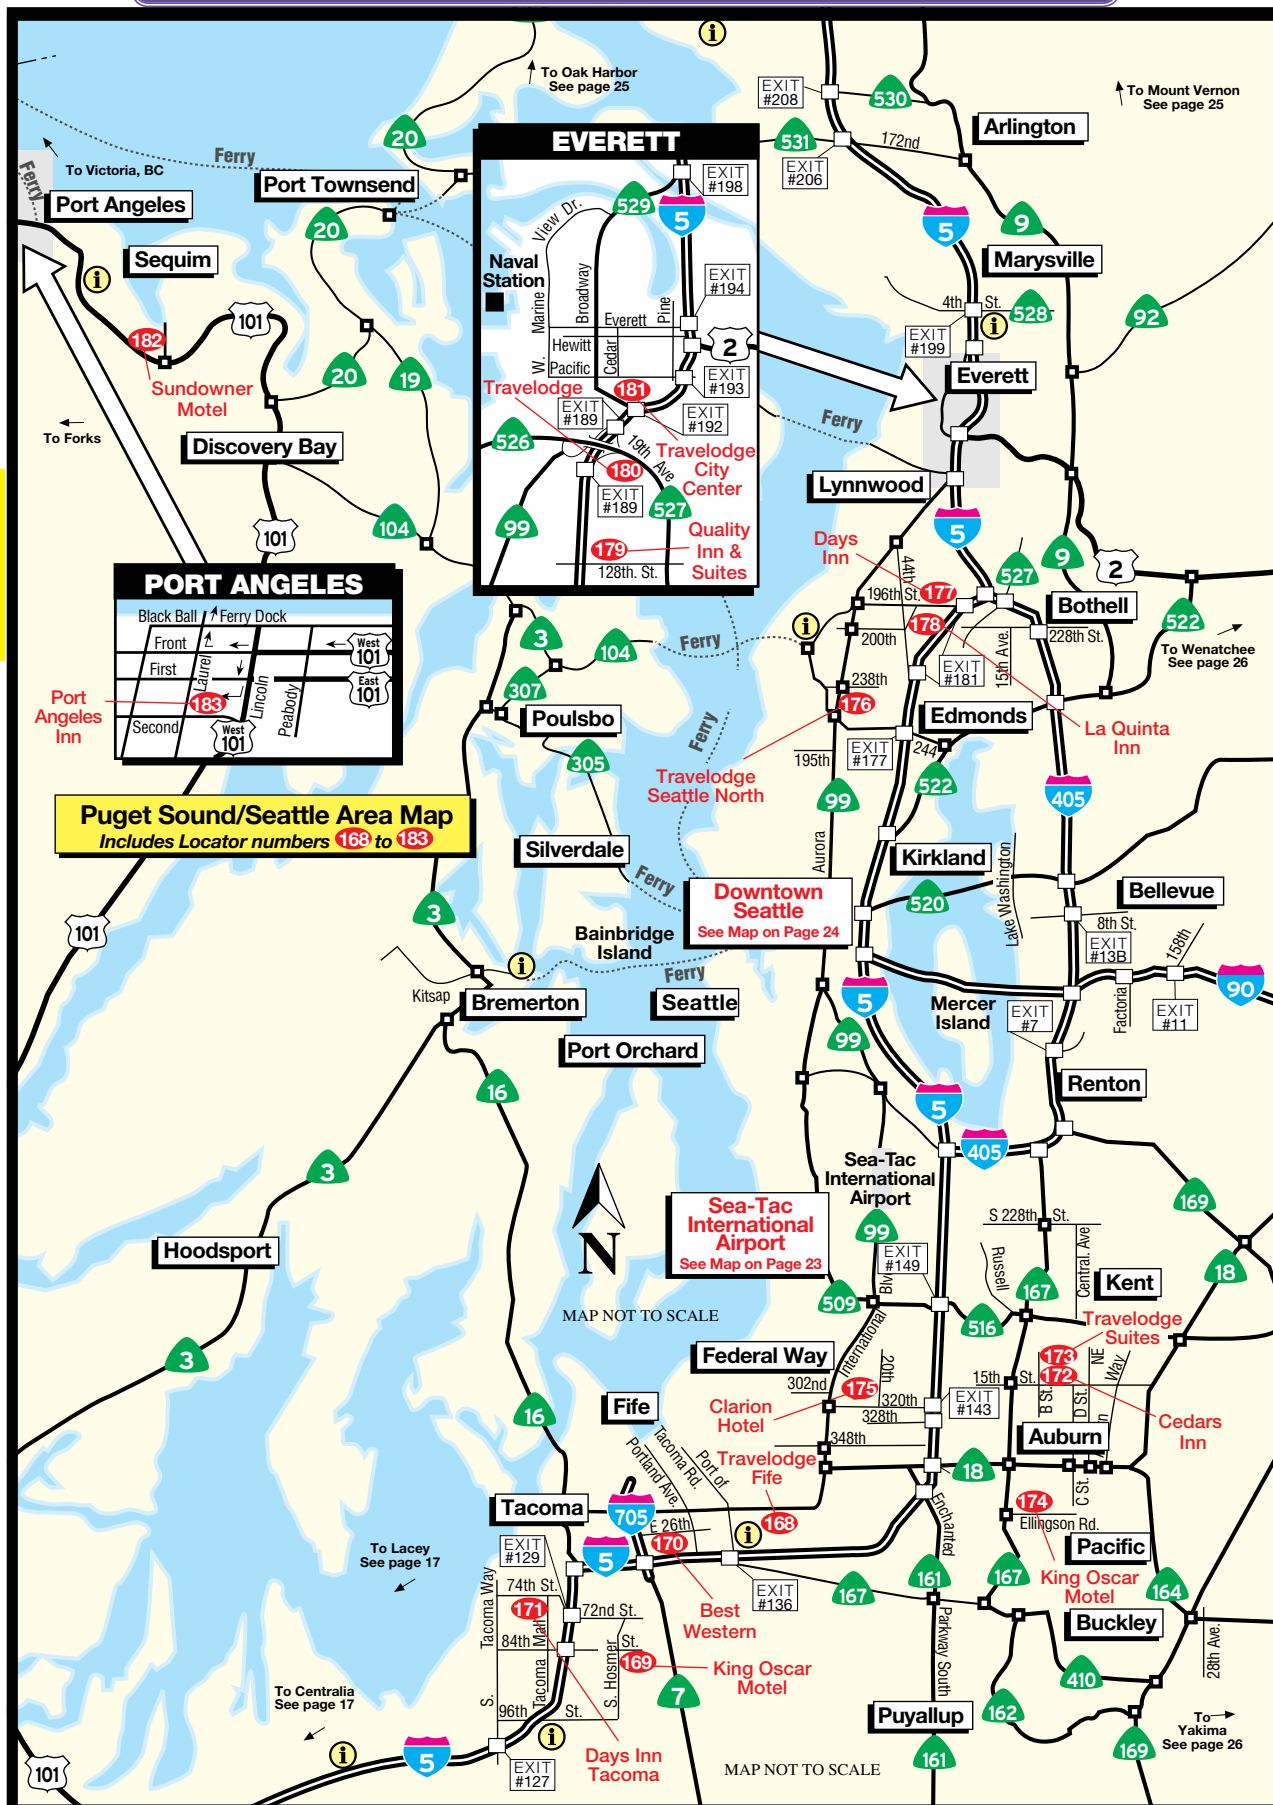 To Oak Harbor
See page 25
EXIT
#208
530
To Mount Vernon
See page 25
Arlington
20
531
172nd
EXIT
#206
Ferry
To Victoria, BC
Ferry
Port Angeles
Port Townsend
20
Sequim
101
182
Sundowner
Motel
20
19
To Forks
Discovery Bay
101
104
EVERETT
EXIT
#198
529
5
View Dr.
Naval
Station
Marine
W.
Broadway
Pine
EXIT
#194
Everett
Hewitt
Cedar
Pacific
2
EXIT
#193
Travelodge
181
EXIT
#189
EXIT
#192
526
19th Ave
Travelodge
City
Center
180
EXIT
#189
527
99
179
Quality
Inn &
Suites
128th. St.
5
9
Marysville
4th St.
528
92
EXIT
#199
Everett
Ferry
Lynnwood
5
Days
Inn
44th
9
2
527
196th St.
177
Bothell
178
228th St.
522
200th
15th Ave.
To Wenatchee
See page 26
EXIT
#181
238th
176
Edmonds
La Quinta
Inn
EXIT
#177
244
195th
Travelodge
Seattle North
522
99
405
PORT ANGELES
Black Ball
Ferry Dock
Front
West
101
First
Laurel
East
101
Port
Angeles
Inn
183
Lincoln
Peabody
Second
West
101
3
104
Ferry
307
Poulsbo
Ferry
305
Puget Sound/Seattle Area Map
Includes Locator numbers 168 to 183
Silverdale
Aurora
Kirkland
Lake Washington
Ferry
Downtown
Seattle
See Map on Page 24
520
Bellevue
3
101
8th St.
EXIT
#13B
158th
Bainbridge
Island
Ferry
Kitsap
Bremerton
Seattle
5
Mercer
Island
EXIT
#7
Factoria
EXIT
#11
90
Port Orchard
99
16
Renton
5
405
3
Sea-Tac
International
Airport
169
N
Sea-Tac
International
Airport
See Map on Page 23
99
S 228th St.
Hoodsport
EXIT
#149
Russell
Central. Ave
18
Blv
167
Kent
509
MAP NOT TO SCALE
516
Travelodge
Suites
3
Federal Way
International
173
NE
Way
302nd
20th
175
15th St.
172
320th
EXIT
#143
B St.
D St.
Clarion
Hotel
328th
Cedars
Inn
Fife
16
Auburn
348th
Tacoma Rd.
Portland Ave.
Port of
Travelodge
Fife
18
C St.
Tacoma
705
Enchanted
174
Ellingson Rd.
168
E 26th
EXIT
#129
170
5
Pacific
To Lacey
See page 17
Tacoma Way
S.
74th St.
EXIT
#136
167
161
167
King Oscar
Motel
164
171
72nd St.
Best
Western
Mall
Tacoma
84th St.
Buckley
S. Hosmer
169
King Oscar
Motel
Parkway South
28th Ave.
410
To Centralia
See page 17
7
96th St.
162
Puyallup
To
Yakima
See page 26
5
EXIT
#127
Days Inn
Tacoma
161
169
101
MAP NOT TO SCALE